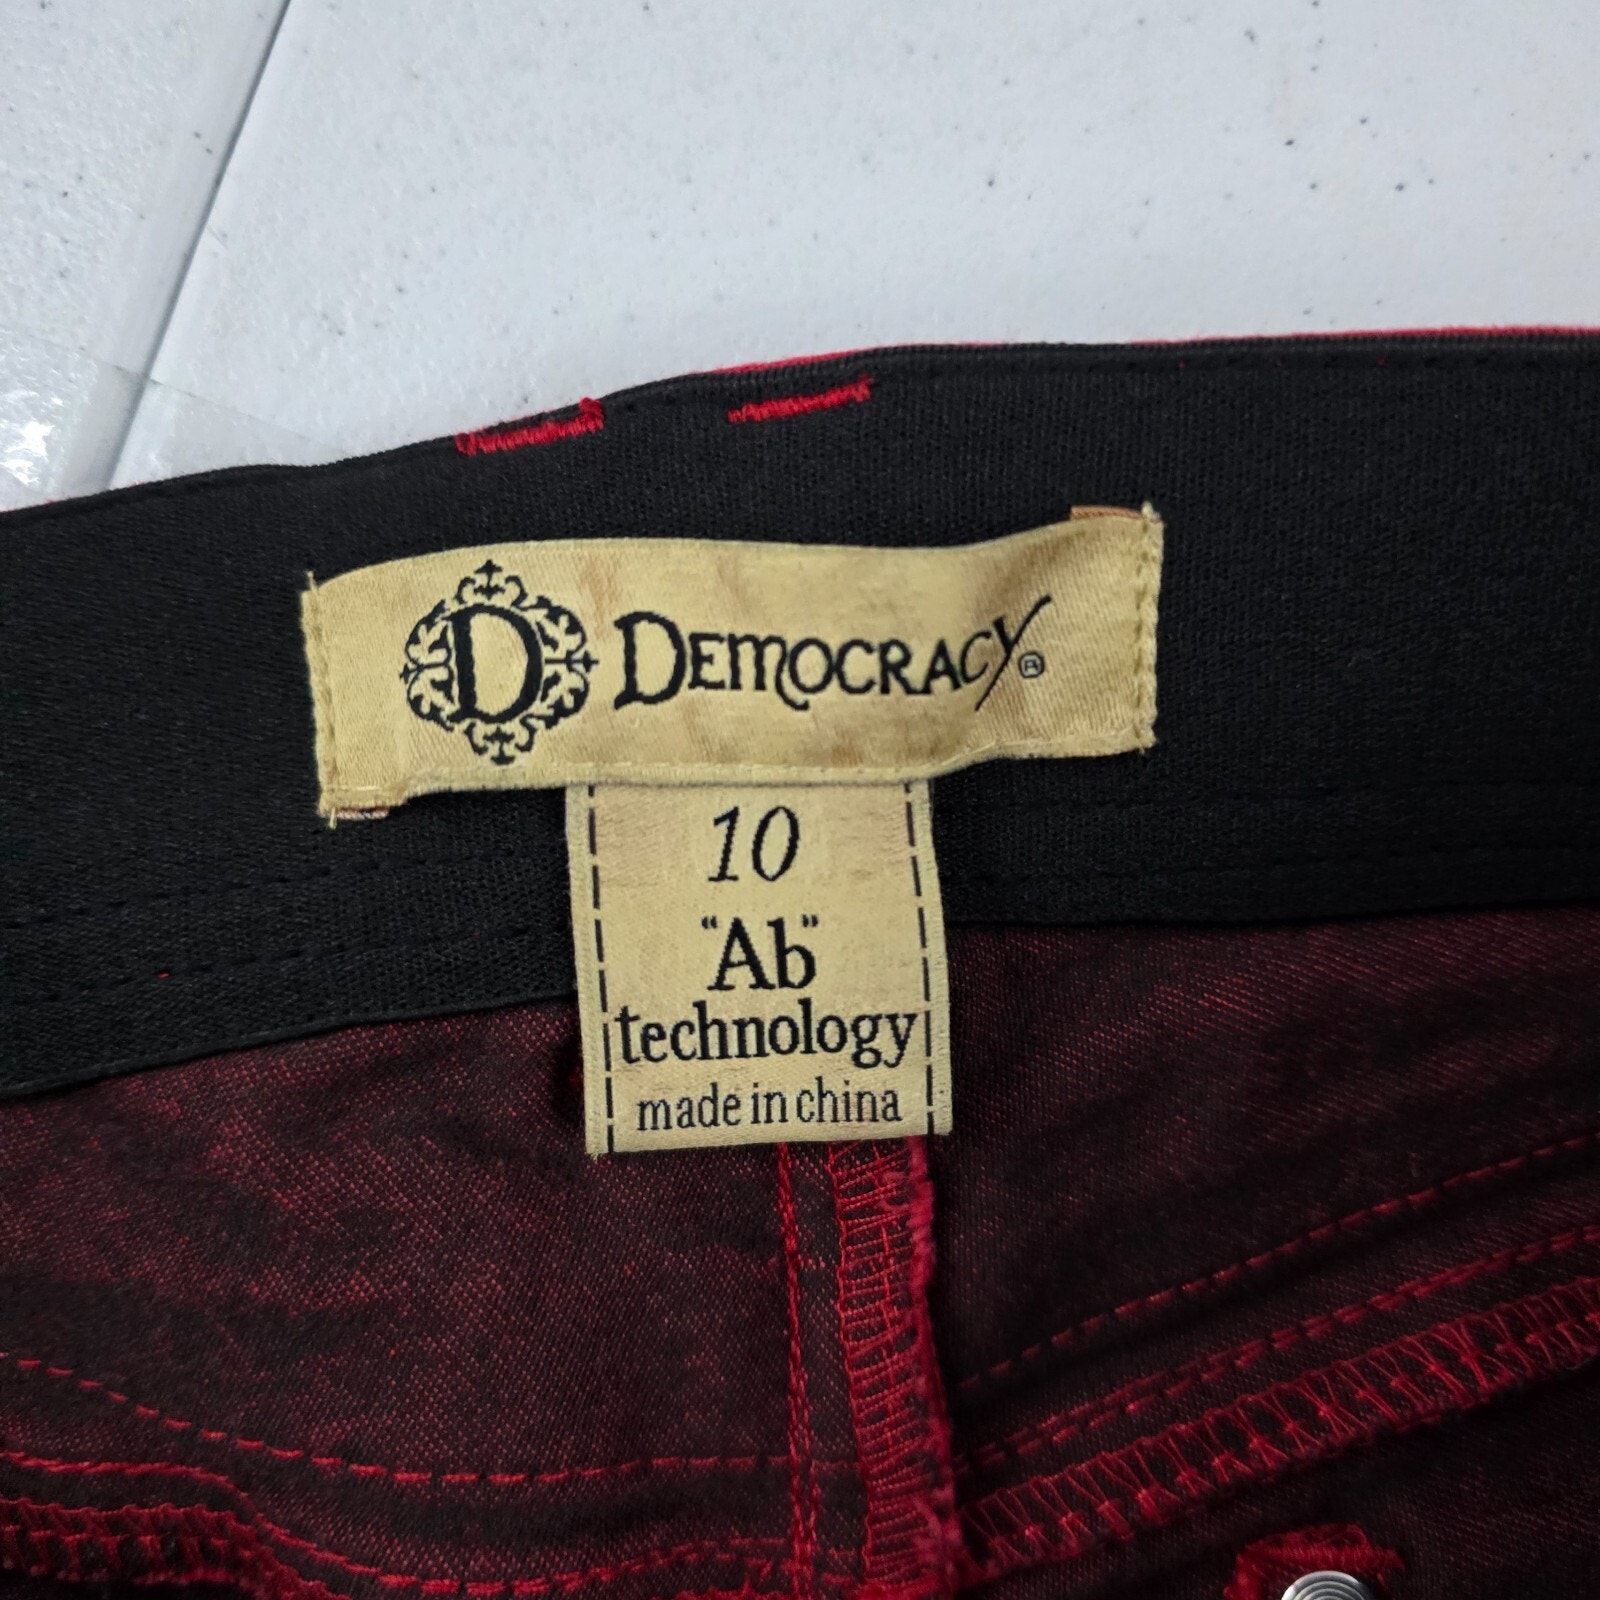 D DEMOCRACY®
10
"Ab"
technology
made in china